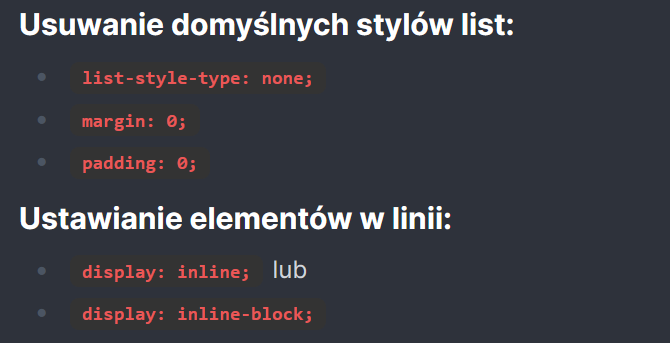 Usuwanie domyślnych stylów list:
list-style-type: none;
margin: 0;
padding: 0;
Ustawianie elementów w linii:
display: inline; lub
display: inline-block;